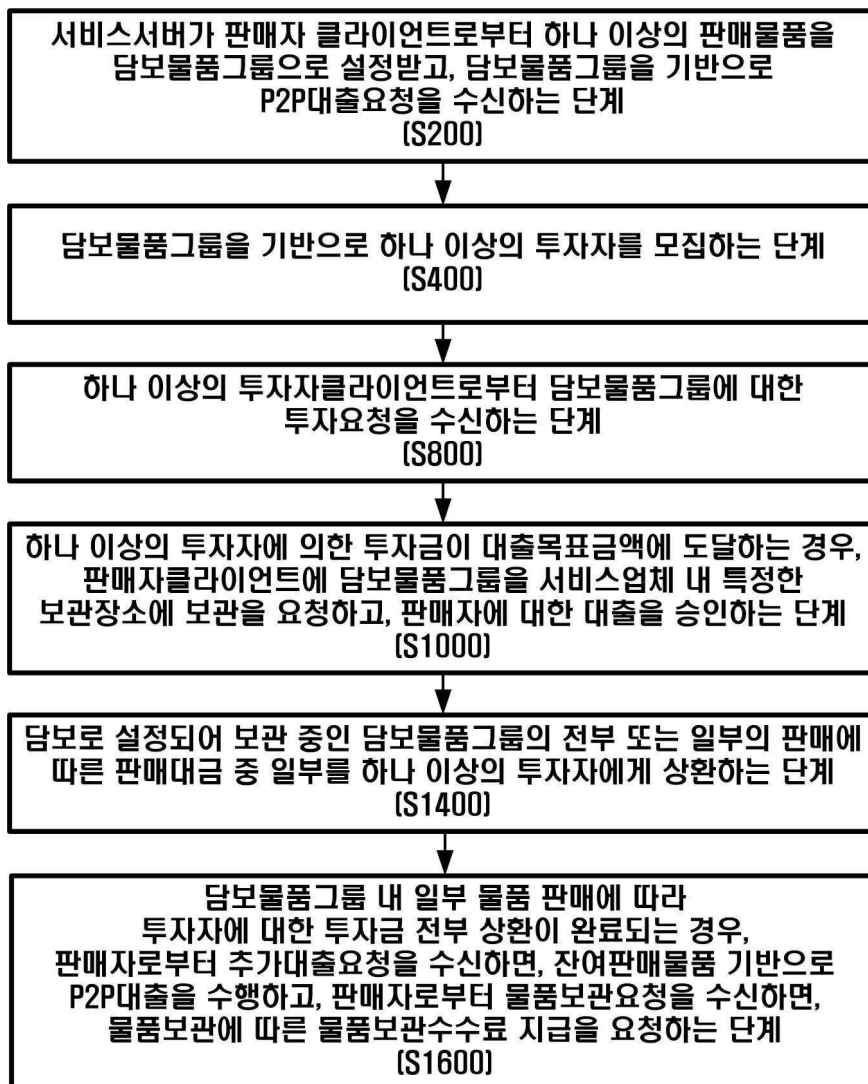 서비스서버가 판매자 클라이언트로부터 하나 이상의 판매물품을
담보물품그룹으로 설정받고, 담보물품그룹을 기반으로
P2P대출요청을 수신하는 단계
(S200)
담보물품그룹을 기반으로 하나 이상의 투자자를 모집하는 단계
(S400)
하나 이상의 투자자클라이언트로부터 담보물품그룹에 대한
투자요청을 수신하는 단계
(S800)
하나 이상의 투자자에 의한 투자금이 대출목표금액에 도달하는 경우,
판매자클라이언트에 담보물품그룹을 서비스업체 내 특정한
보관장소에 보관을 요청하고, 판매자에 대한 대출을 승인하는 단계
(S1000)
담보로 설정되어 보관 중인 담보물품그룹의 전부 또는 일부의 판매에
따른 판매대금 중 일부를 하나 이상의 투자자에게 상환하는 단계
(S1400)
담보물품그룹 내 일부 물품 판매에 따라
투자자에 대한 투자금 전부 상환이 완료되는 경우,
판매자로부터 추가대출요청을 수신하면, 잔여판매물품 기반으로
P2P대출을 수행하고, 판매자로부터 물품보관요청을 수신하면,
물품보관에 따른 물품보관수수료 지급을 요청하는 단계
(S1600)